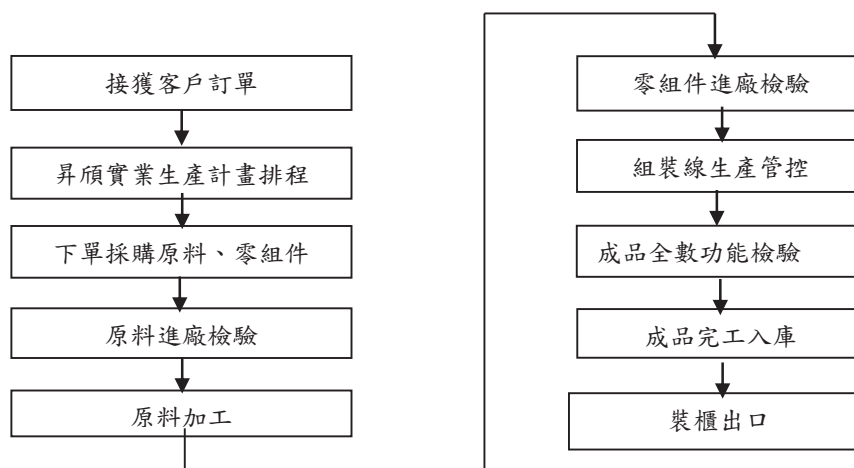 接獲客戶訂單
昇頎實業生產計畫排程
下單採購原料、零組件
原料進廠檢驗
原料加工
零組件進廠檢驗
組裝線生產管控
成品全數功能檢驗
成品完工入庫
裝櫃出口